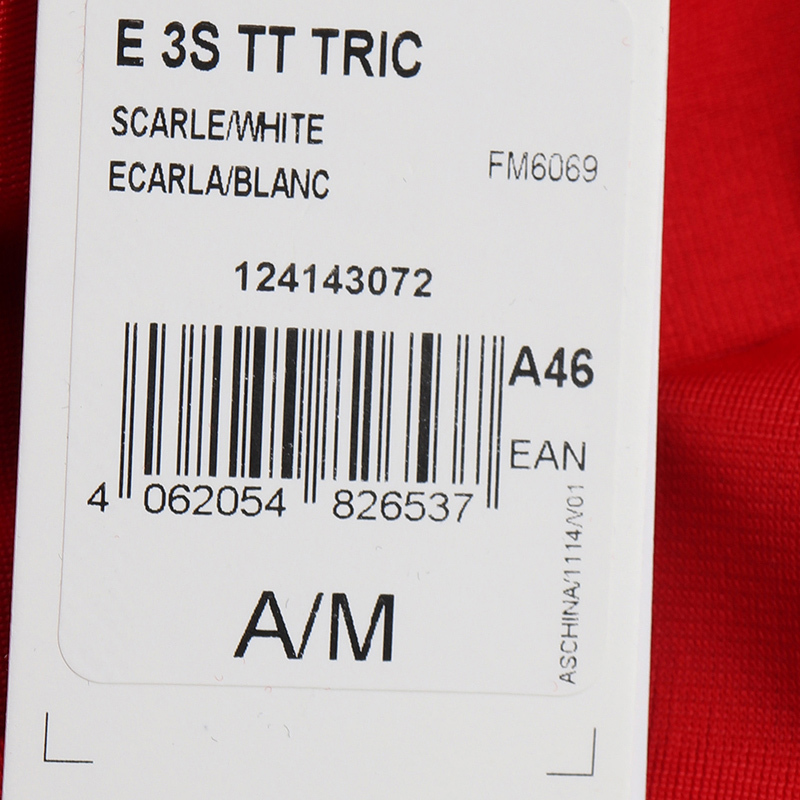 E 3S TT TRIC
SCARLE/WHITE
ECARLA/BLANC
FM6069
124143072
A46
EAN
4 062054 826537
ASCHINA/1114/V01
A/M